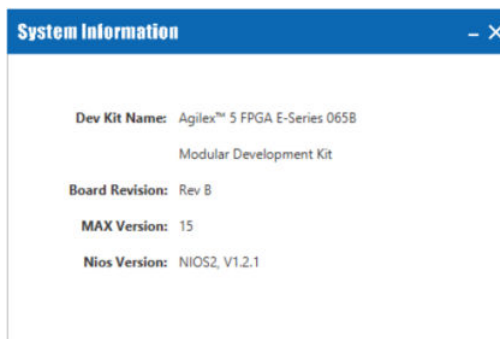 System Information
Dev Kit Name: Agilex™ 5 FPGA E-Series 065B
Modular Development Kit
Board Revision: Rev B
MAX Version: 15
Nios Version: NIOS2, V1.2.1